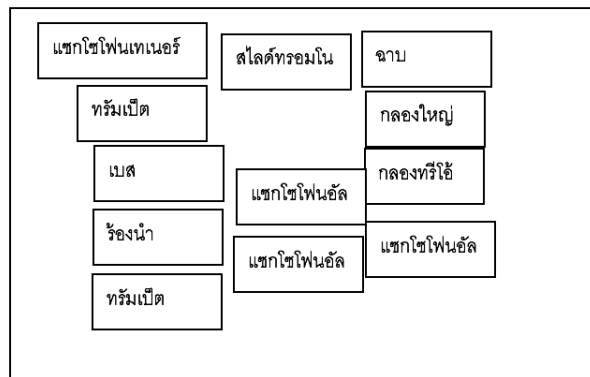 แซกโซโฟนเทเนอร์
สไลด์ทรอมโน
ฉาบ
ทรัมเป็ต
กลองใหญ่
เบส
แซกโซโฟนอัล
กลองทรีโอ้
ร้องนำ
แซกโซโฟนอัล
แซกโซโฟนอัล
ทรัมเป็ต